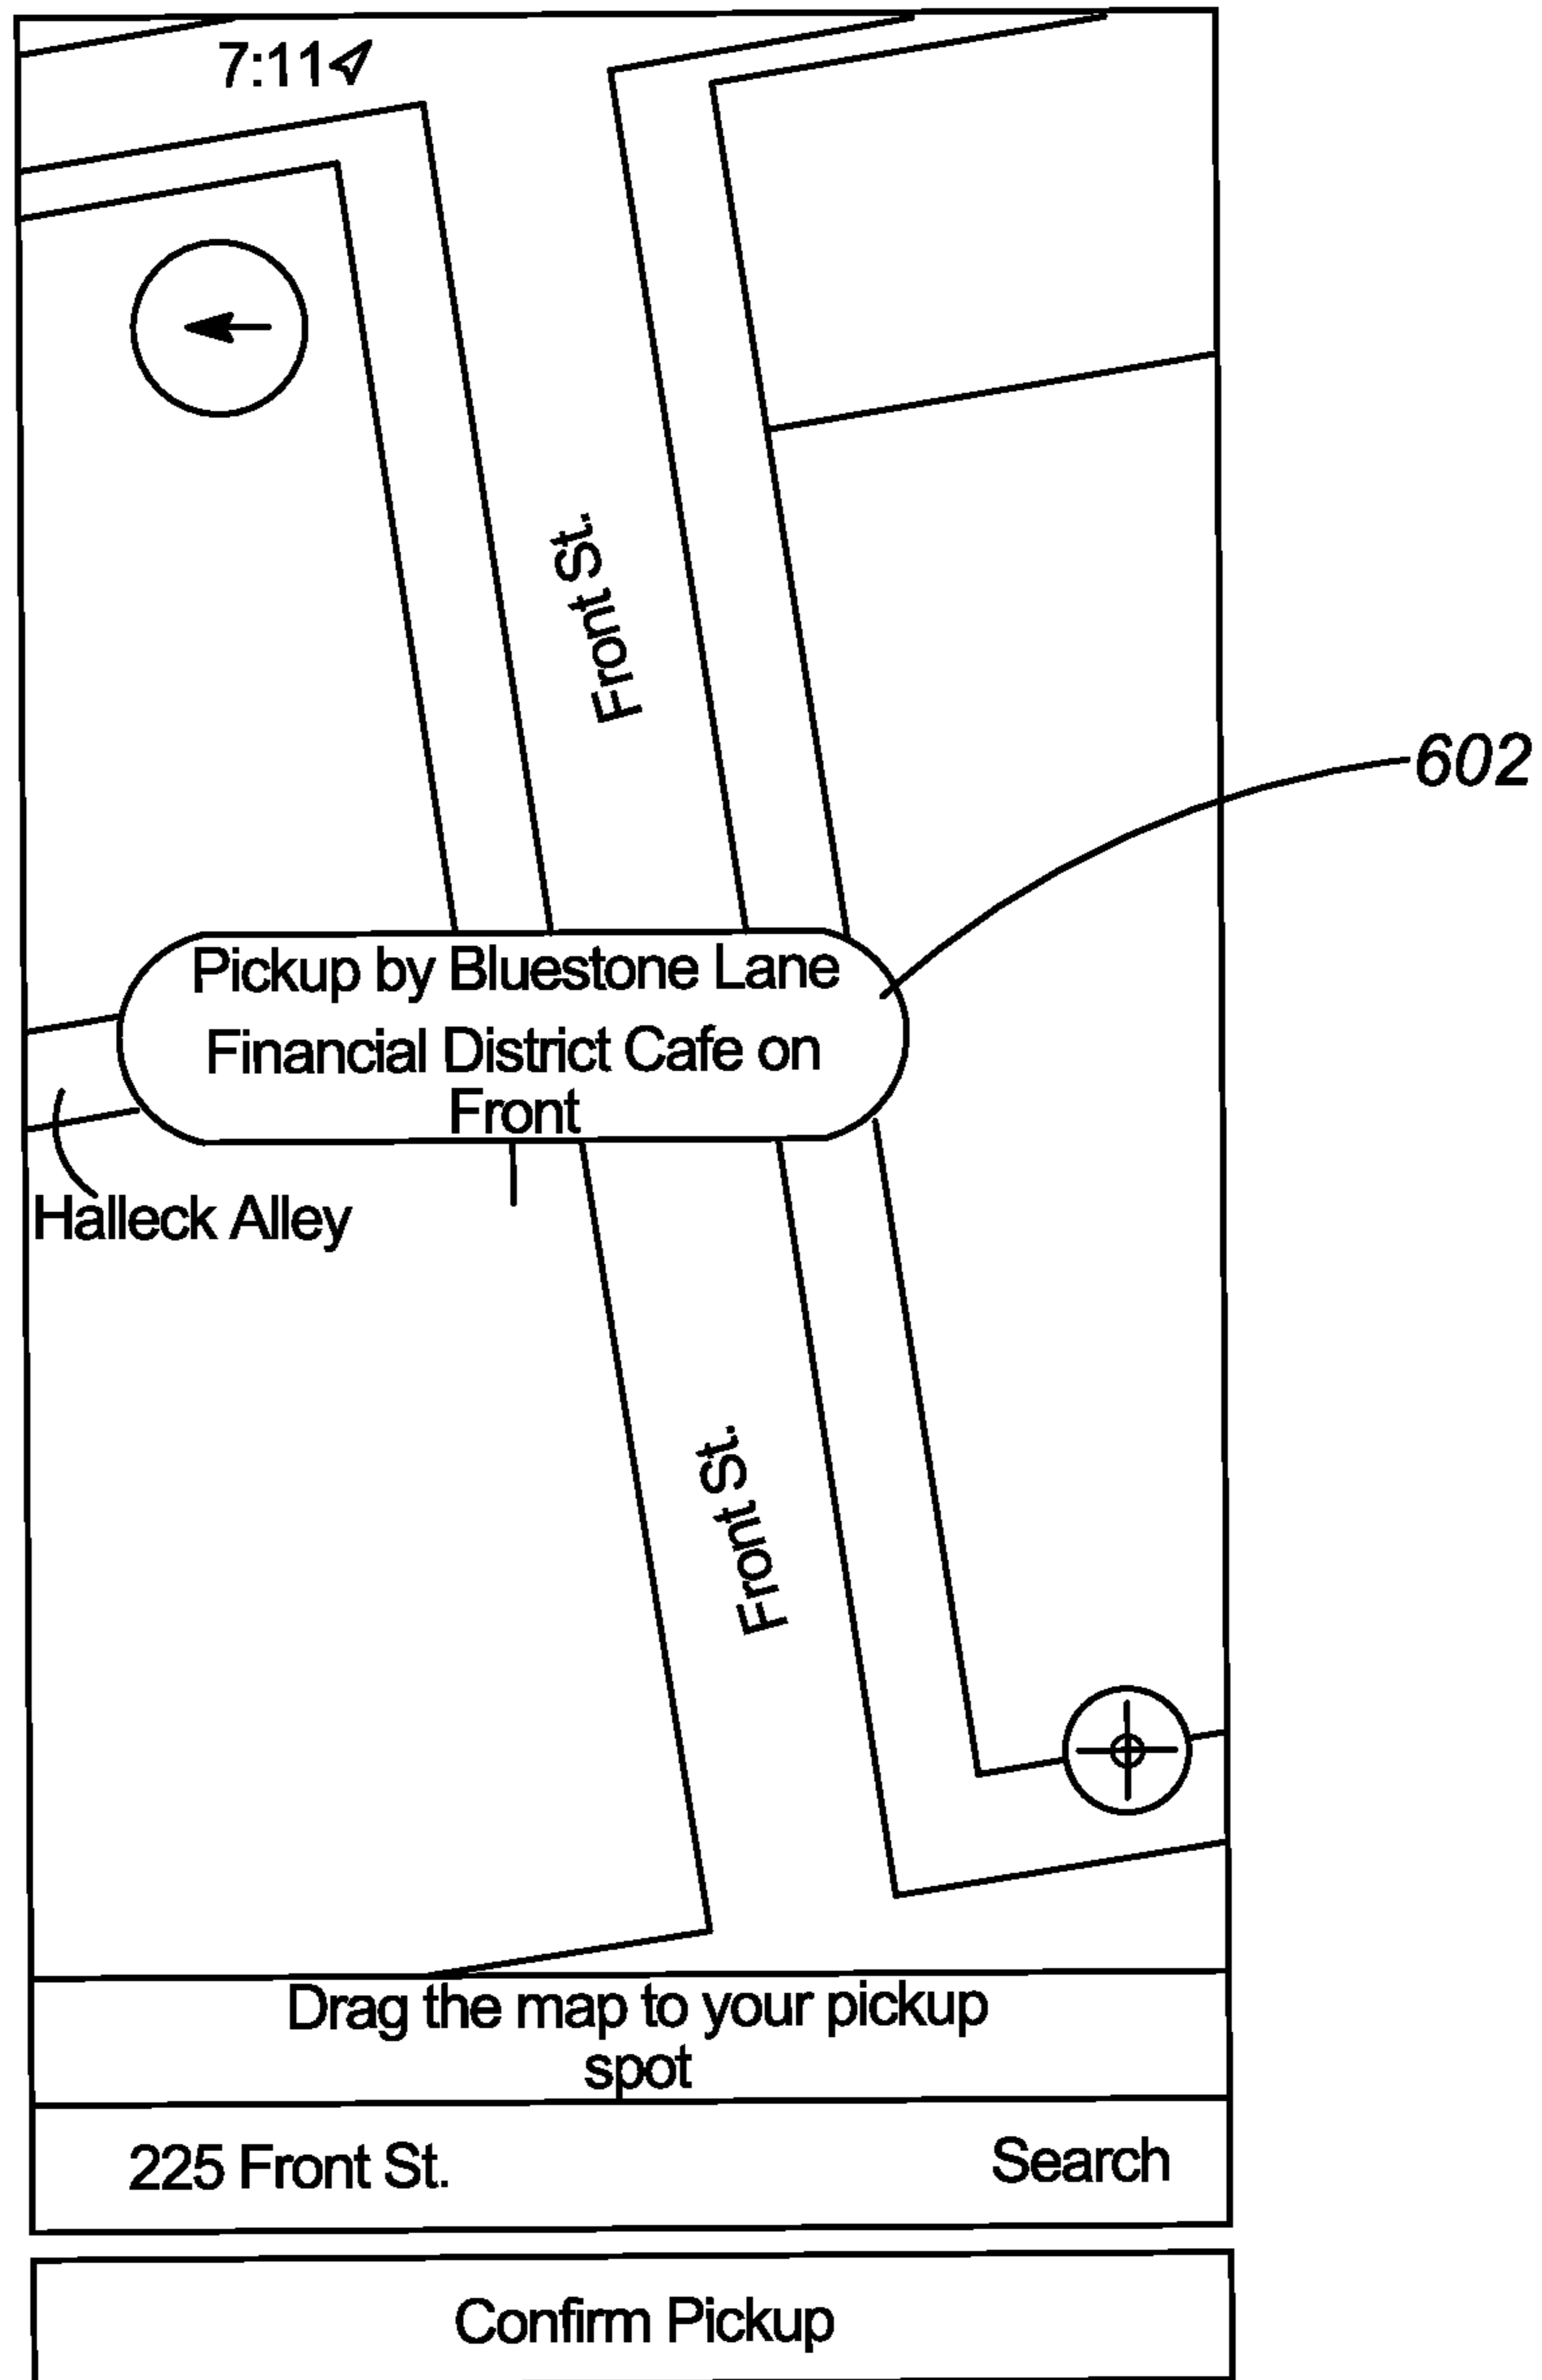 7:11
Front St.
602
Pickup by Bluestone Lane
Financial District Cafe on
Front
Halleck Alley
Front St.
Drag the map to your pickup
spot
225 Front St.
Search
Confirm Pickup